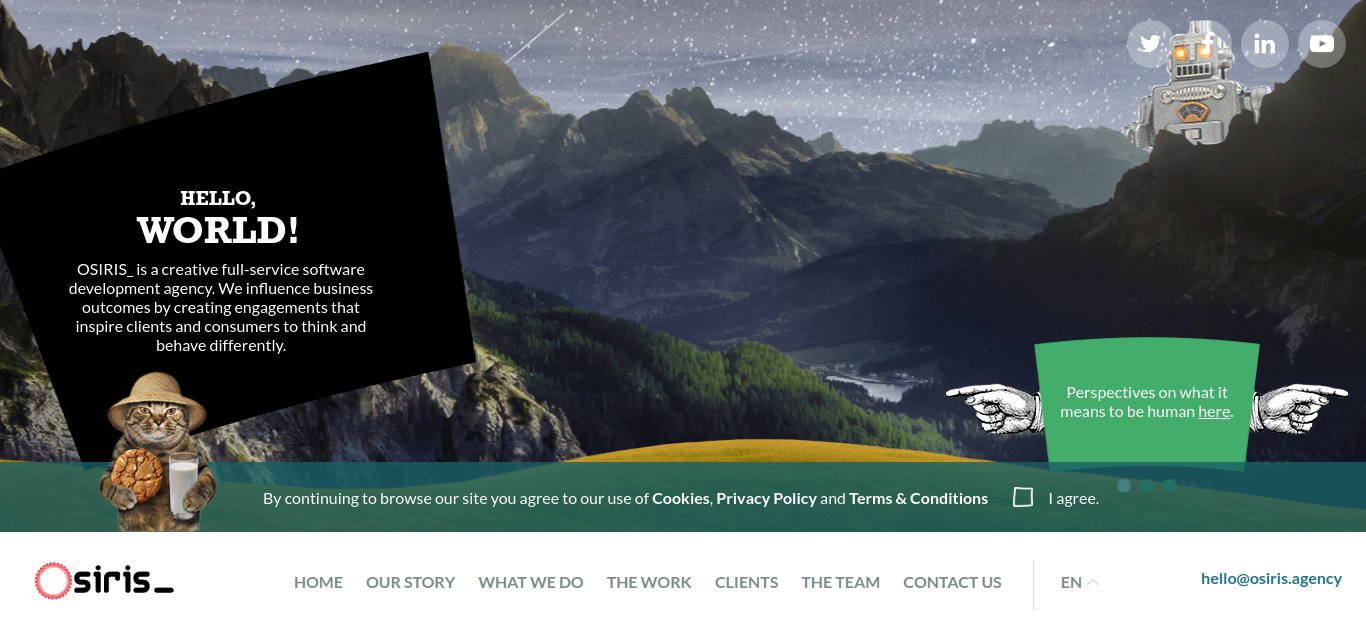 HELLO,
WORLD!
OSIRIS_ is a creative full-service software
development agency. We influence business
outcomes by creating engagements that
inspire clients and consumers to think and
behave differently.
Perspectives on what it
means to be human here.
By continuing to browse our site you agree to our use of Cookies, Privacy Policy and Terms & Conditions I agree.
Osiris_
HOME OUR STORY WHAT WE DO THE WORK CLIENTS THE TEAM CONTACT US EN
hello@osiris.agency